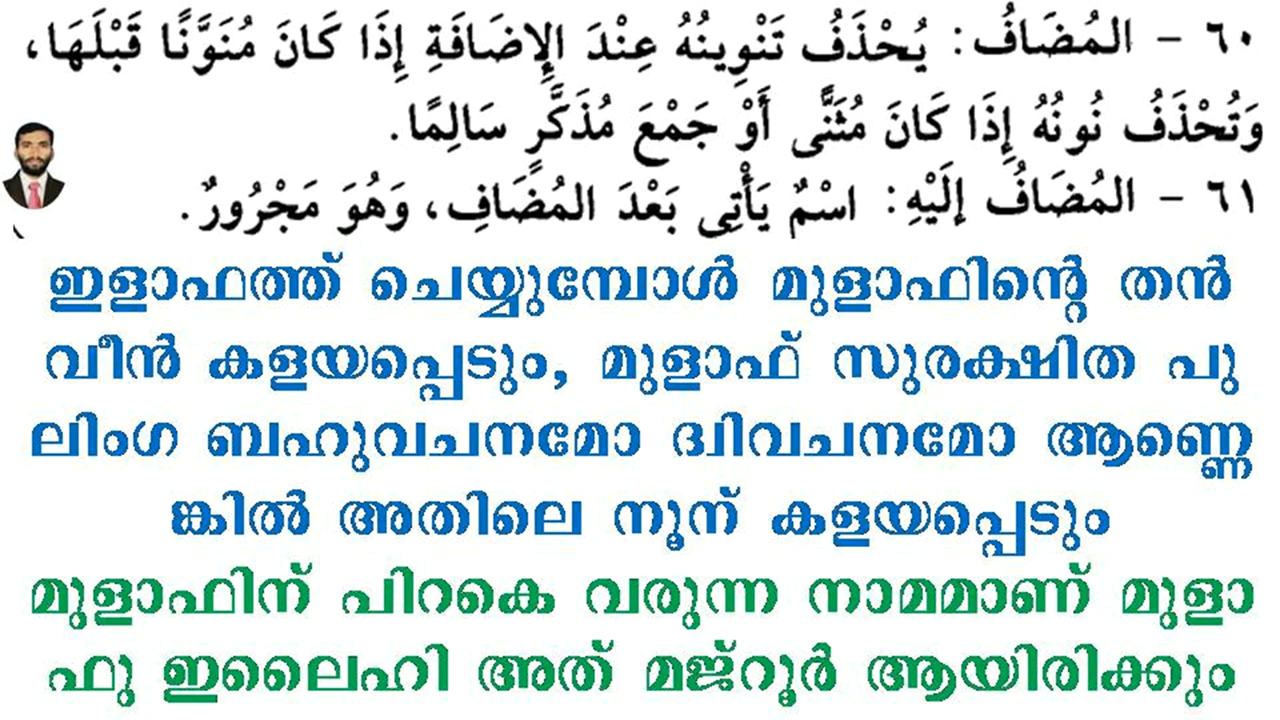 ٦٠ - المُضَافُ: يُحْذَفُ تَنْوِينُهُ عِنْدَ الإِضَافَةِ إِذَا كَانَ مُنَوَّنًا قَبْلَهَا،
وَتُحْذَفُ نُونُهُ إِذَا كَانَ مُثَنًّى أَوْ جَمْعَ مُذَكَّرٍ سَالِمًا.
٦١ - المُضَافُ إِلَيْهِ: اسْمٌ يَأْتِي بَعْدَ المُضَافِ، وَهُوَ مَجْرُورٌ.
ഇളാഫത്ത് ചെയ്യുമ്പോൾ മുളാഫിന്റെ തൻ
വീൻ കളയപ്പെടും, മുളാഫ് സുരക്ഷിത പു
ലിംഗ ബഹുവചനമോ ദ്വിവചനമോ ആണ്ണെ
ങ്കിൽ അതിലെ നൂന് കളയപ്പെടും
മുളാഫിന് പിറകെ വരുന്ന നാമമാണ് മുളാ
ഫു ഇലൈഹി അത് മജ്റൂർ ആയിരിക്കും